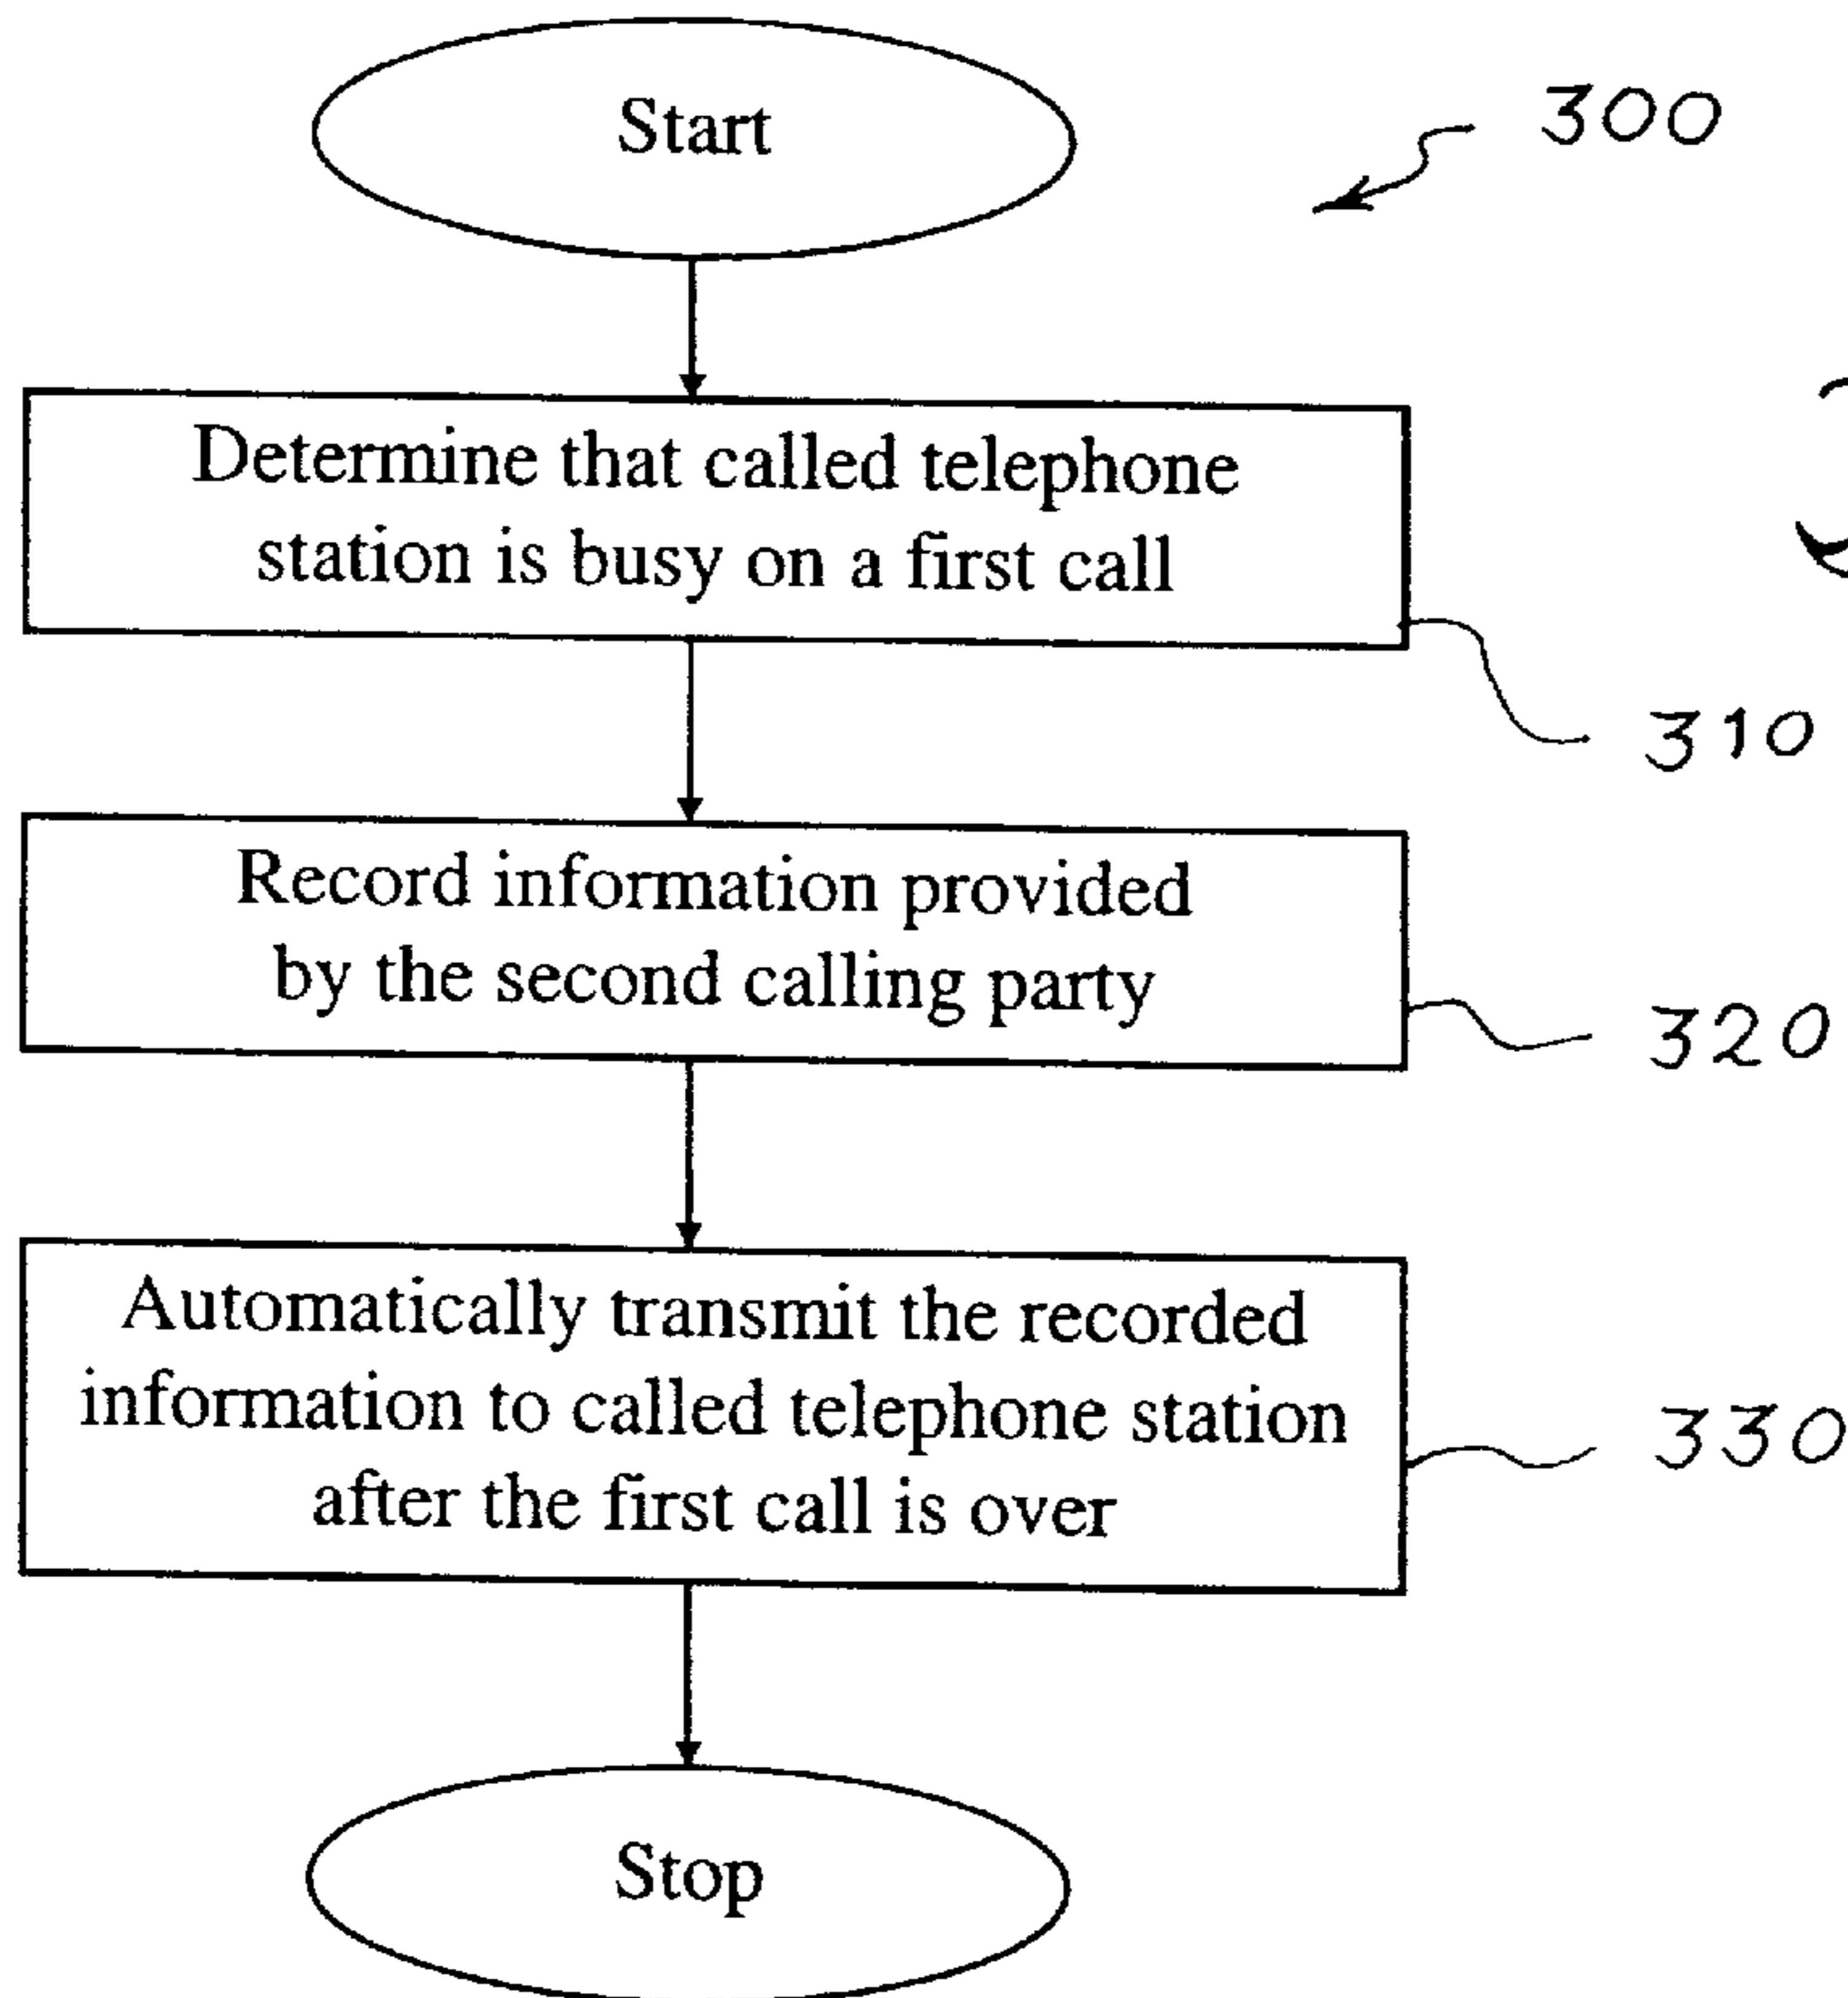 Start
300
Determine that called telephone
station is busy on a first call
310
Record information provided
by the second calling party
320
Automatically transmit the recorded
information to called telephone station
after the first call is over
330
Stop